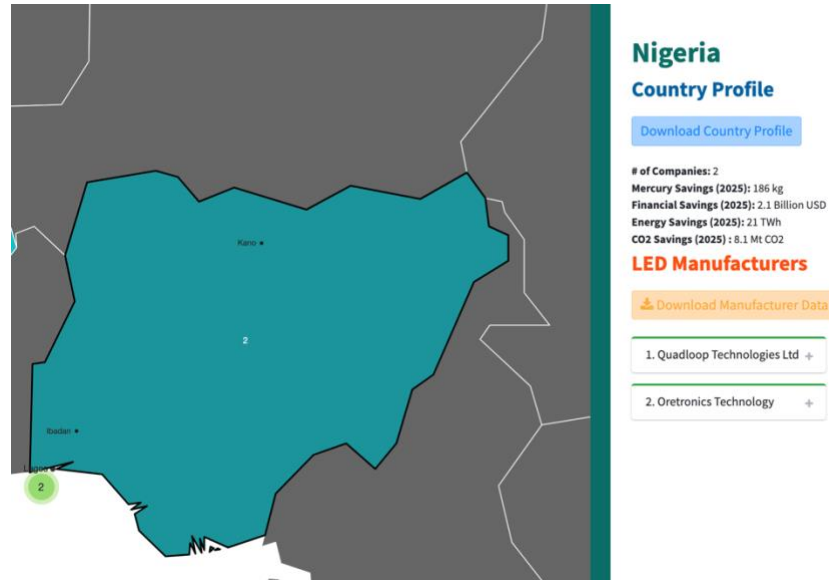 Nigeria
Country Profile
Download Country Profile
# of Companies: 2
Mercury Savings (2025): 186 kg
Financial Savings (2025): 2.1 Billion USD
Energy Savings (2025): 21 TWh
CO2 Savings (2025) : 8.1 Mt CO2
LED Manufacturers
Download Manufacturer Data
1. Quadloop Technologies Ltd +
2. Oretronics Technology +
Kano
2
Ibadan
Lagos
2